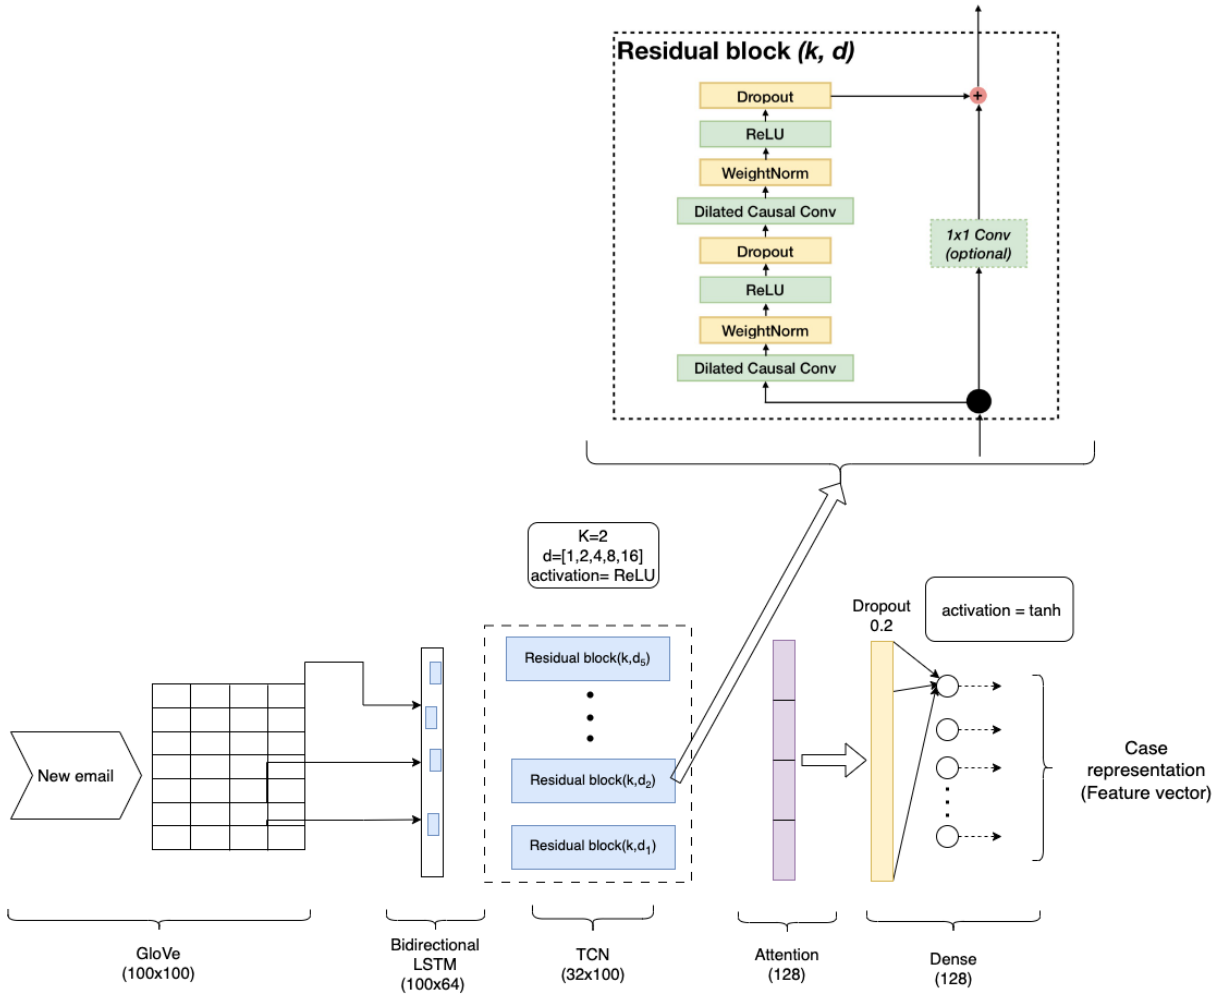 Residual block (k, d)
Dropout
+
ReLU
WeightNorm
Dilated Causal Conv
1x1 Conv
(optional)
Dropout
ReLU
WeightNorm
Dilated Causal Conv
K=2
d=[1,2,4,8,16]
activation= ReLU
Dropout
0.2
activation = tanh
Residual block(k,d5)
New email
Residual block(k,d2)
Residual block(k,d1)
Case
representation
(Feature vector)
GloVe
(100x100)
Bidirectional
LSTM
(100x64)
TCN
(32x100)
Attention
(128)
Dense
(128)